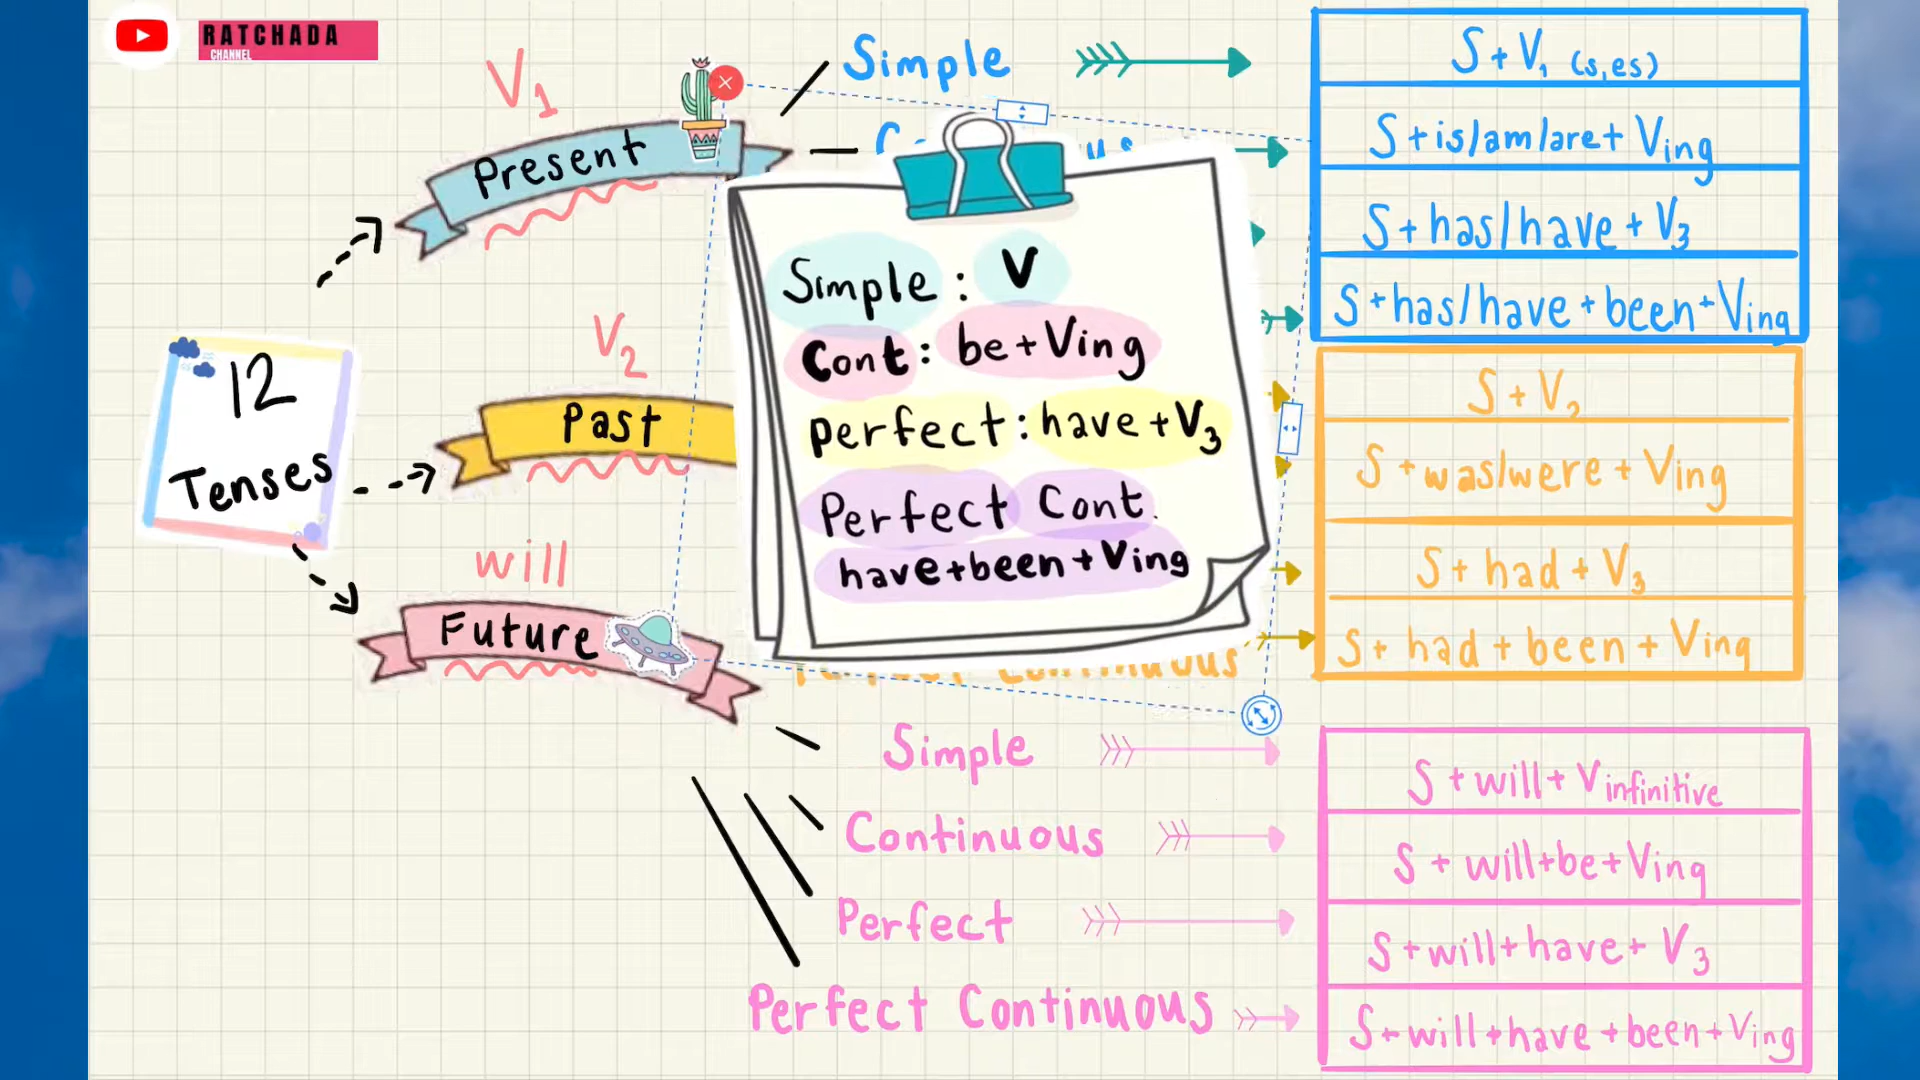 RATCHADA
CHANNEL
12
Tenses
V1
Present
V2
Past
will
Future
Simple
Simple : V
Cont : be + Ving
perfect : have + V3
Perfect Cont.
have+been+Ving
Perfect Continuous
Simple
Continuous
Perfect
Perfect Continuous
S + V1 (s,es)
S + is/am/are + Ving
S + has/have + V3
S + has/have + been + Ving
S + V2
S + was/were + Ving
S + had + V3
S + had + been + Ving
S + will + V infinitive
S + will + be + Ving
S + will + have + V3
S + will + have + been + Ving